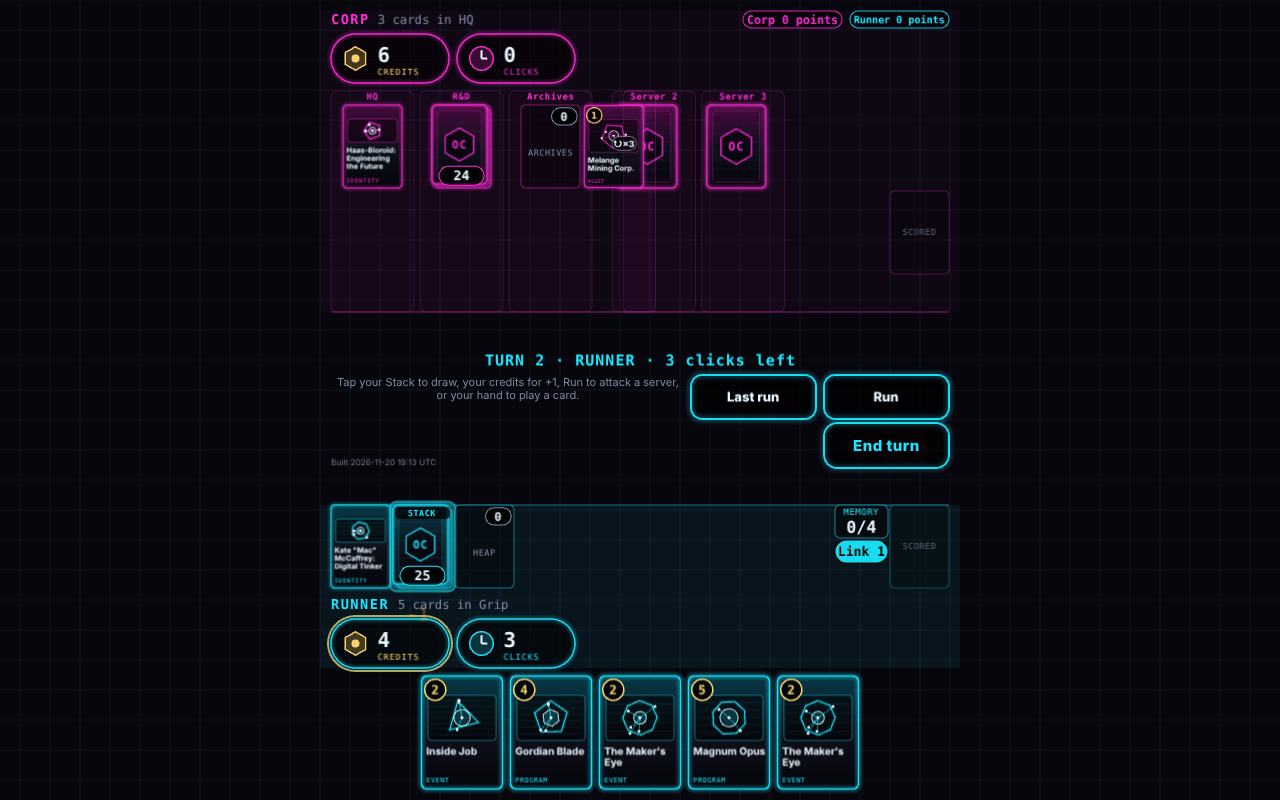 CORP 3 cards in HQ
Corp 0 points
Runner 0 points
6
CREDITS
0
CLICKS
HQ
R&D
Archives
Server 2
Server 3
Haas-Bioroid:
Engineering
the Future
IDENTITY
OC
24
0
ARCHIVES
1
×3
Melange
Mining Corp.
ASSET
OC
OC
SCORED
TURN 2 · RUNNER · 3 clicks left
Tap your Stack to draw, your credits for +1, Run to attack a server,
or your hand to play a card.
Last run
Run
End turn
Built 2026-11-20 19:13 UTC
Kate "Mac"
McCaffrey:
Digital Tinker
IDENTITY
STACK
OC
25
0
HEAP
MEMORY
0/4
Link 1
SCORED
RUNNER 5 cards in Grip
4
CREDITS
3
CLICKS
2
Inside Job
EVENT
4
Gordian Blade
PROGRAM
2
The Maker's
Eye
EVENT
5
Magnum Opus
PROGRAM
2
The Maker's
Eye
EVENT